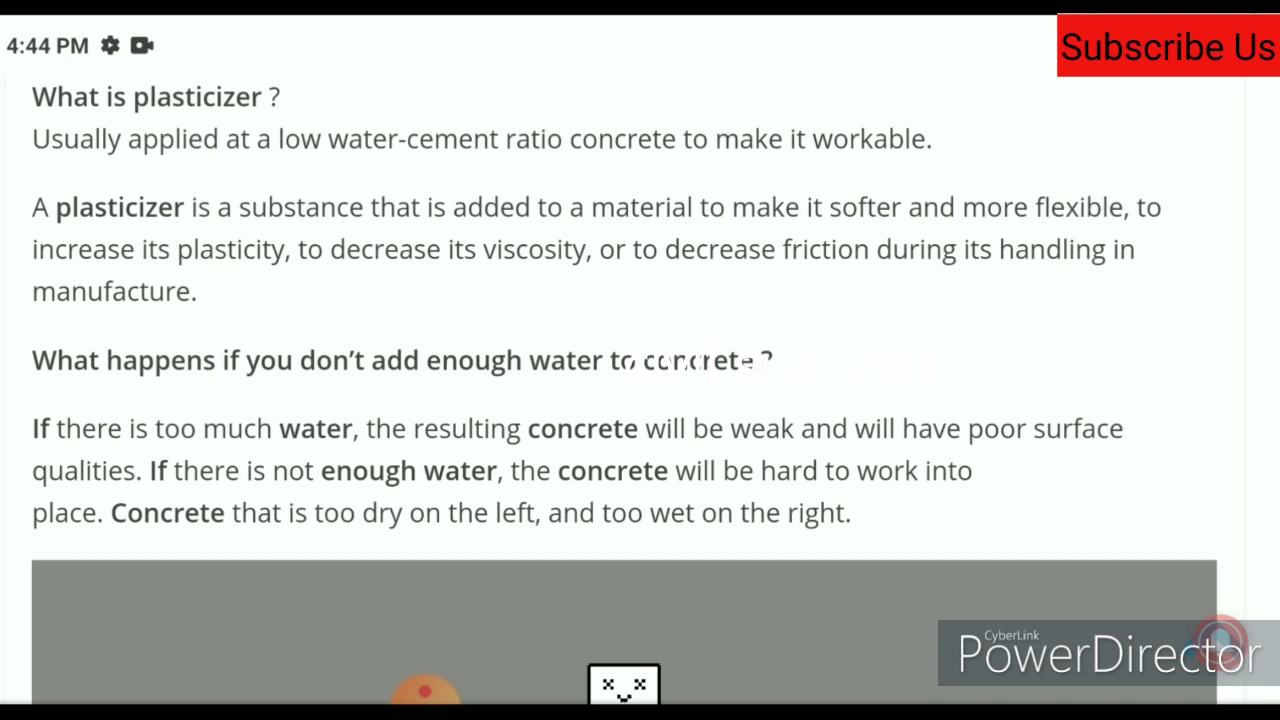 4:44 PM
Subscribe Us
What is plasticizer ?
Usually applied at a low water-cement ratio concrete to make it workable.
A plasticizer is a substance that is added to a material to make it softer and more flexible, to
increase its plasticity, to decrease its viscosity, or to decrease friction during its handling in
manufacture.
What happens if you don’t add enough water to concrete ?
If there is too much water, the resulting concrete will be weak and will have poor surface
qualities. If there is not enough water, the concrete will be hard to work into
place. Concrete that is too dry on the left, and too wet on the right.
CyberLink
PowerDirector